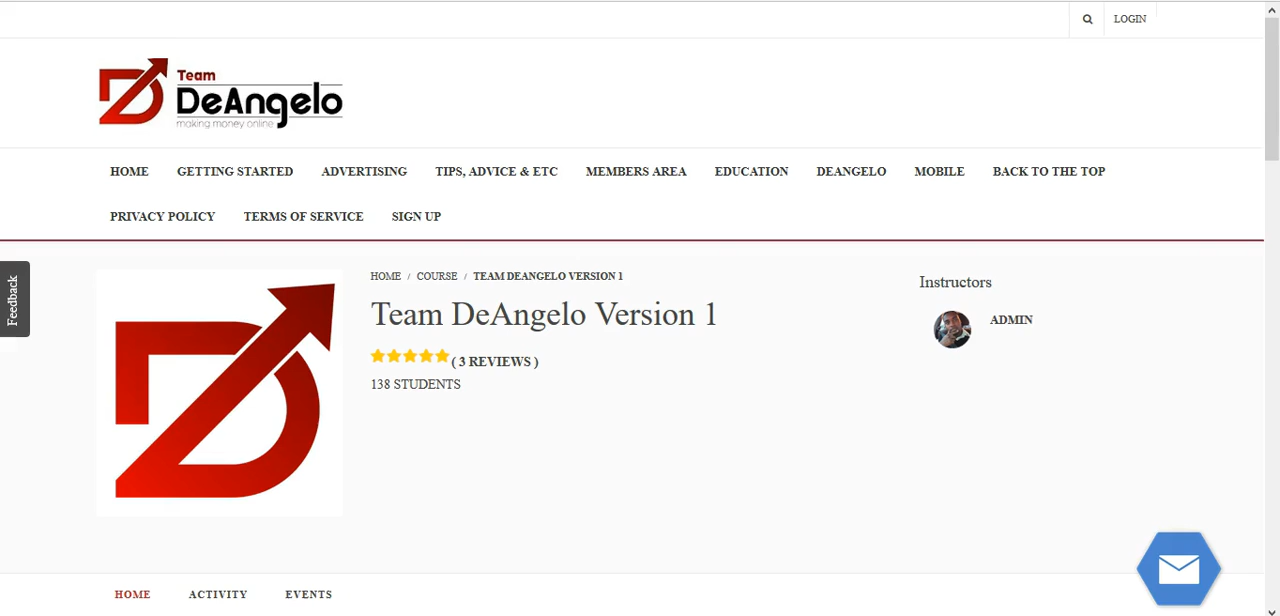 LOGIN
Team
DeAngelo
making money online
HOME GETTING STARTED ADVERTISING TIPS, ADVICE & ETC MEMBERS AREA EDUCATION DEANGELO MOBILE BACK TO THE TOP
PRIVACY POLICY TERMS OF SERVICE SIGN UP
Feedback
HOME / COURSE / TEAM DEANGELO VERSION 1
Team DeAngelo Version 1
( 3 REVIEWS )
138 STUDENTS
Instructors
ADMIN
HOME ACTIVITY EVENTS